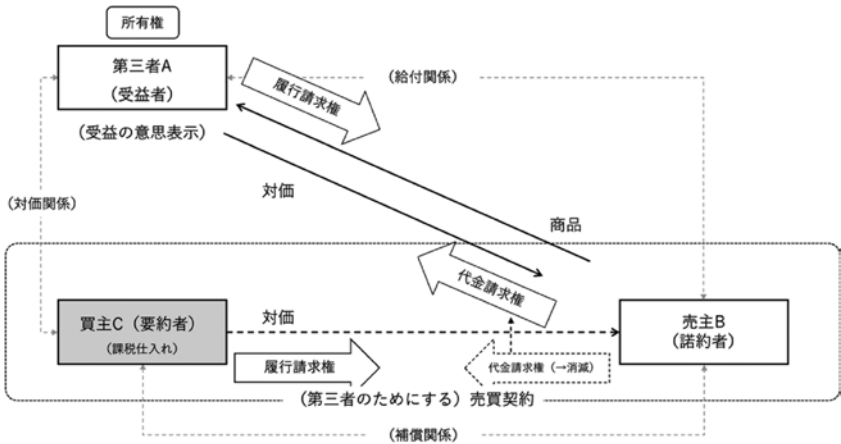 所有権
第三者A
（受益者）
（受益の意思表示）
履行請求権
（給付関係）
対価
商品
（対価関係）
代金請求権
買主C（要約者）
（課税仕入れ）
対価
売主B
（諾約者）
履行請求権
代金請求権（→消滅）
（第三者のためにする）売買契約
（補償関係）